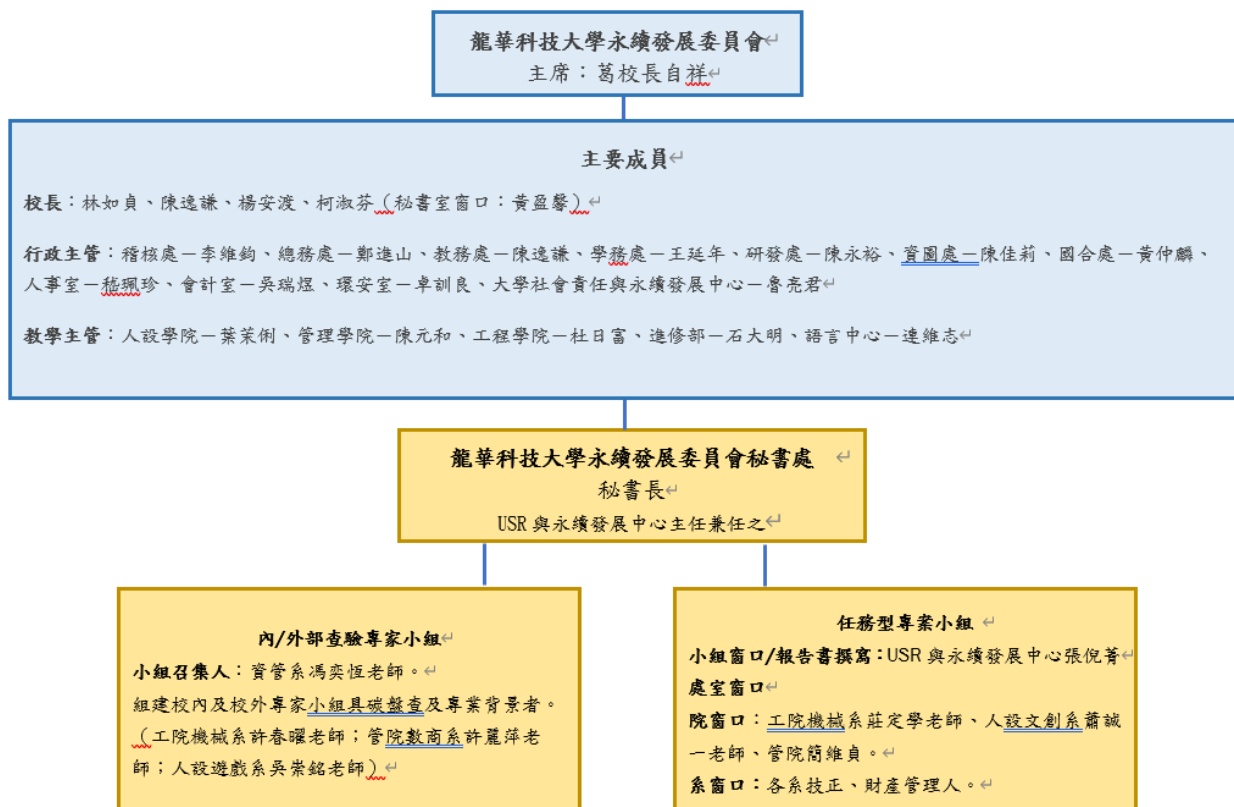 龍華科技大學永續發展委員會
主席：葛校長自祥
主要成員
校長：林如貞、陳逸謙、楊安渡、柯淑芬（秘書室窗口：黃盈馨）
行政主管：稽核處－李維鈞、總務處－鄭進山、教務處－陳逸謙、學務處－王延年、研發處－陳永裕、資圖處－陳佳莉、國合處－黃仲麟、
人事室－嵇珮珍、會計室－吳瑞煜、環安室－卓訓良、大學社會責任與永續發展中心－魯亮君
教學主管：人設學院－葉茉俐、管理學院－陳元和、工程學院－杜日富、進修部－石大明、語言中心－連維志
龍華科技大學永續發展委員會秘書處
秘書長
USR 與永續發展中心主任兼任之
內/外部查驗專家小組
小組召集人：資管系馮奕恆老師。
組建校內及校外專家小組具碳盤查及專業背景者。
（工院機械系許春曜老師；管院數商系許麗萍老
師；人設遊戲系吳崇銘老師）
任務型專案小組
小組窗口/報告書撰寫：USR 與永續發展中心張倪菁
處室窗口
院窗口：工院機械系莊定學老師、人設文創系蕭誠
一老師、管院簡維貞。
系窗口：各系技正、財產管理人。